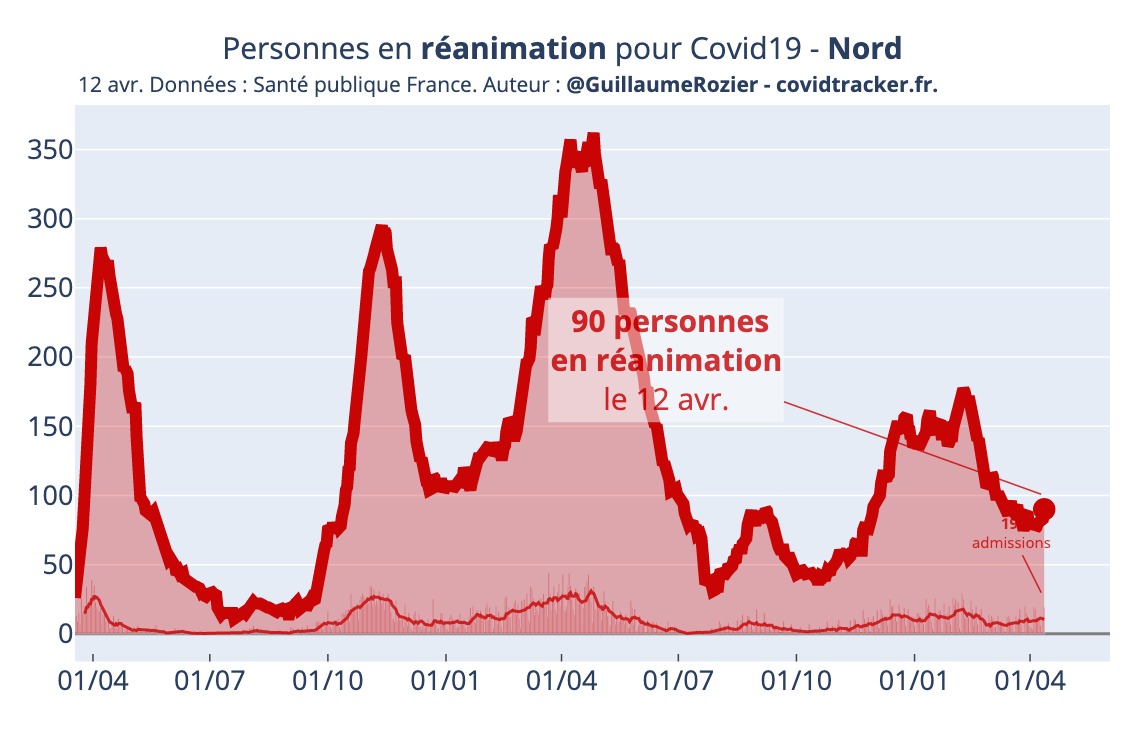 Personnes en réanimation pour Covid19 - Nord
12 avr. Données : Santé publique France. Auteur : @GuillaumeRozier - covidtracker.fr.
350
300
250
200
150
100
50
0
90 personnes
en réanimation
le 12 avr.
admissions
01/04 01/07 01/10 01/01 01/04 01/07 01/10 01/01 01/04